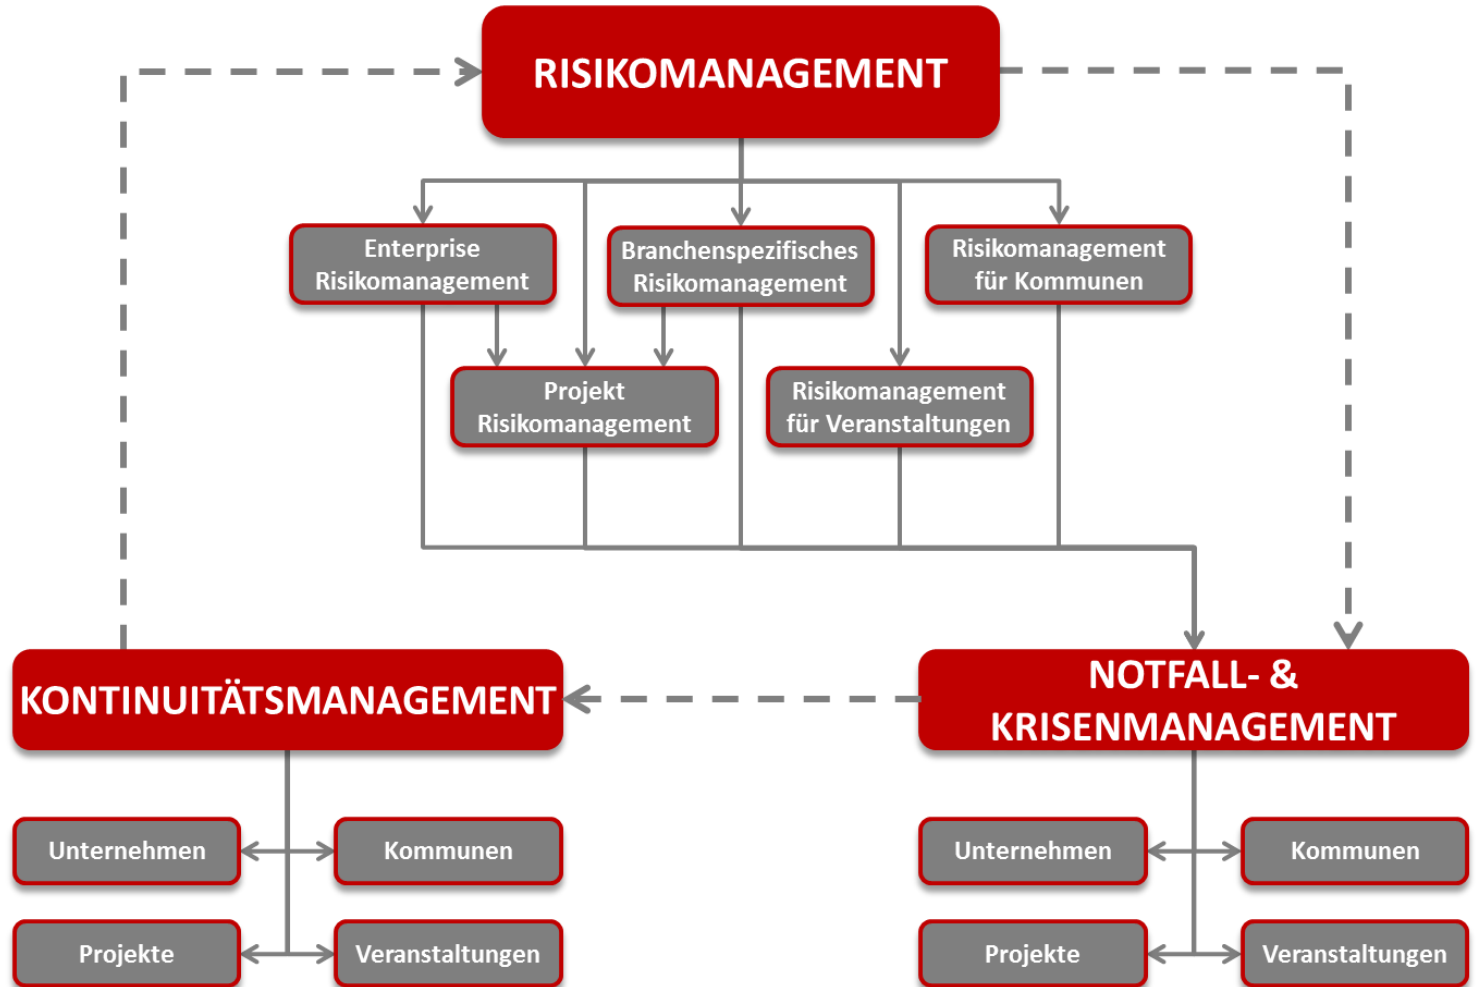 RISIKOMANAGEMENT
Enterprise
Risikomanagement
Branchenspezifisches
Risikomanagement
Risikomanagement
für Kommunen
Projekt
Risikomanagement
Risikomanagement
für Veranstaltungen
KONTINUITÄTSMANAGEMENT
NOTFALL- &
KRISENMANAGEMENT
Unternehmen
Kommunen
Projekte
Veranstaltungen
Unternehmen
Kommunen
Projekte
Veranstaltungen